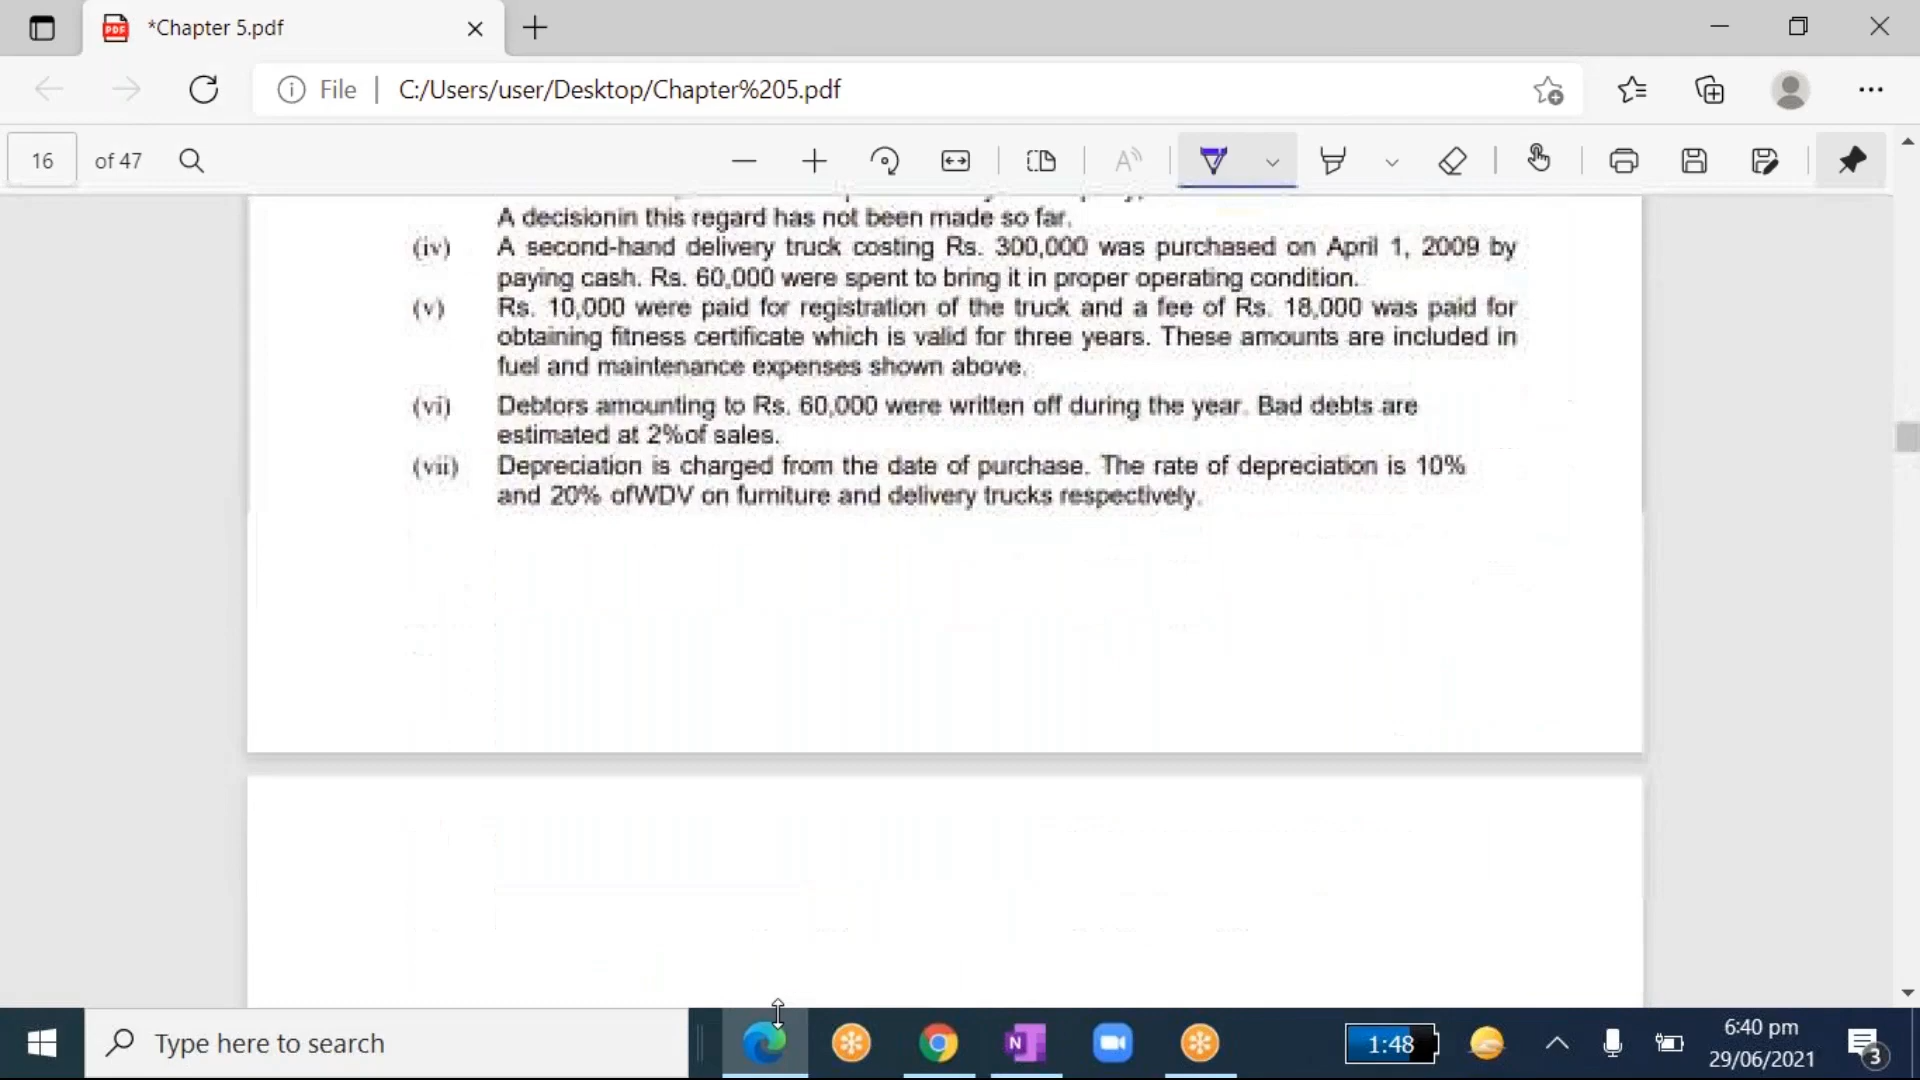 *Chapter 5.pdf
File
C:/Users/user/Desktop/Chapter%205.pdf
16 of 47
A decisionin this regard has not been made so far.
(iv) A second-hand delivery truck costing Rs. 300,000 was purchased on April 1, 2009 by
paying cash. Rs. 60,000 were spent to bring it in proper operating condition.
(v) Rs. 10,000 were paid for registration of the truck and a fee of Rs. 18,000 was paid for
obtaining fitness certificate which is valid for three years. These amounts are included in
fuel and maintenance expenses shown above.
(vi) Debtors amounting to Rs. 60,000 were written off during the year. Bad debts are
estimated at 2%of sales.
(vii) Depreciation is charged from the date of purchase. The rate of depreciation is 10%
and 20% ofWDV on furniture and delivery trucks respectively.
Type here to search
1:48
6:40 pm
29/06/2021
3